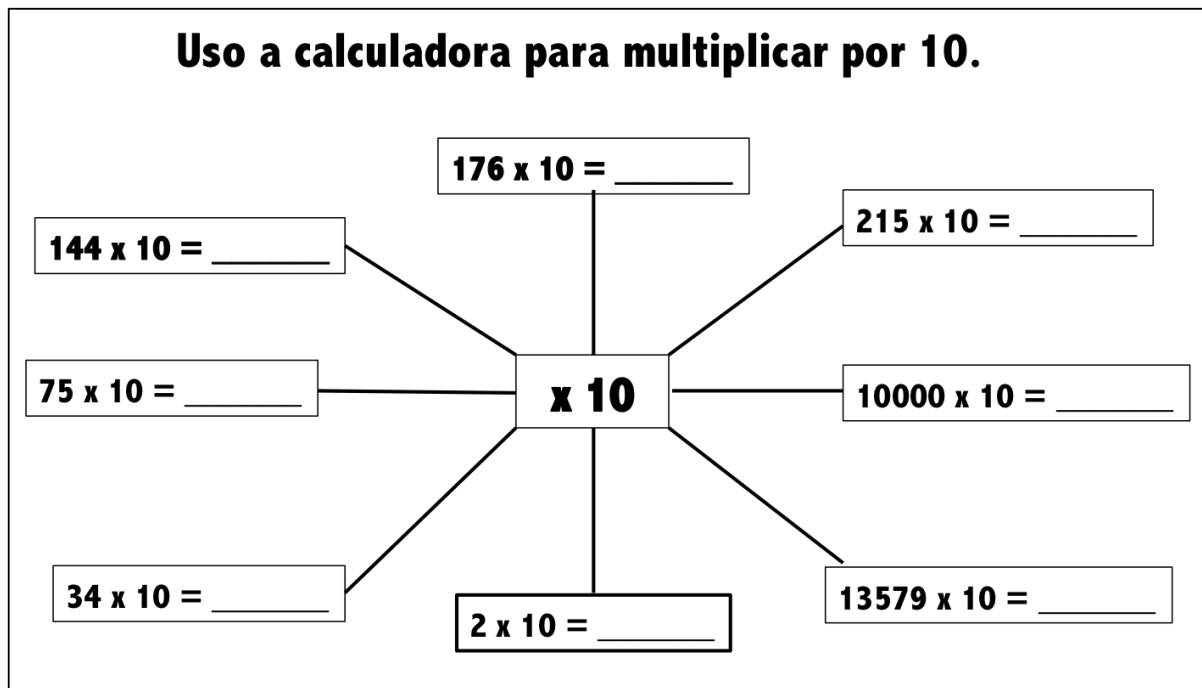 Uso a calculadora para multiplicar por 10.
176 x 10 = _______
215 x 10 = _______
144 x 10 = _______
75 x 10 = _______
x 10
10000 x 10 = _______
34 x 10 = _______
2 x 10 = _______
13579 x 10 = _______